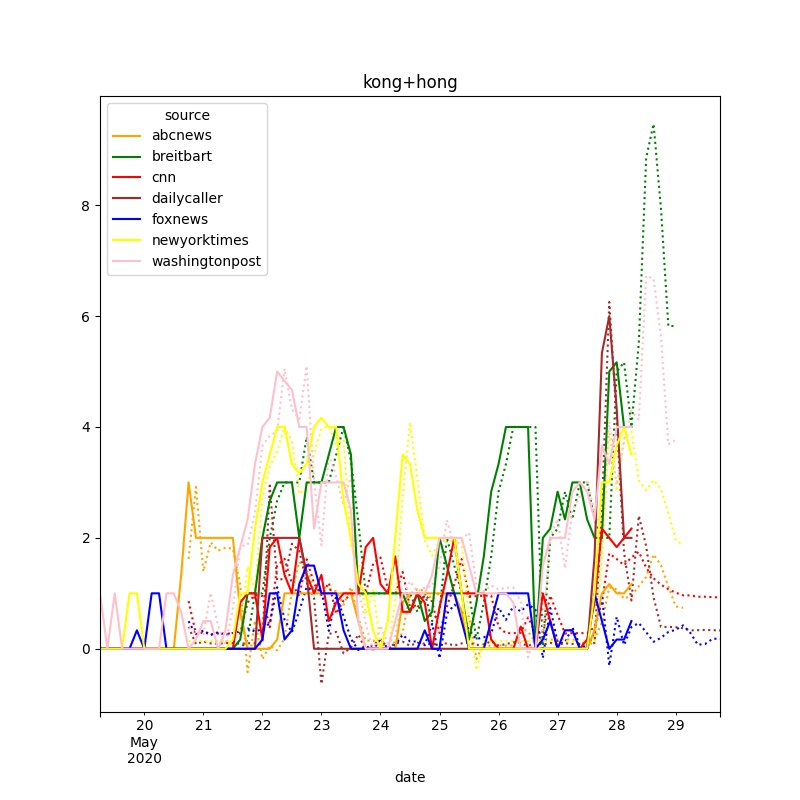 kong+hong
source
abcnews
breitbart
cnn
dailycaller
foxnews
newyorktimes
washingtonpost
8
6
4
2
0
20 21 22 23 24 25 26 27 28 29
May
2020
date